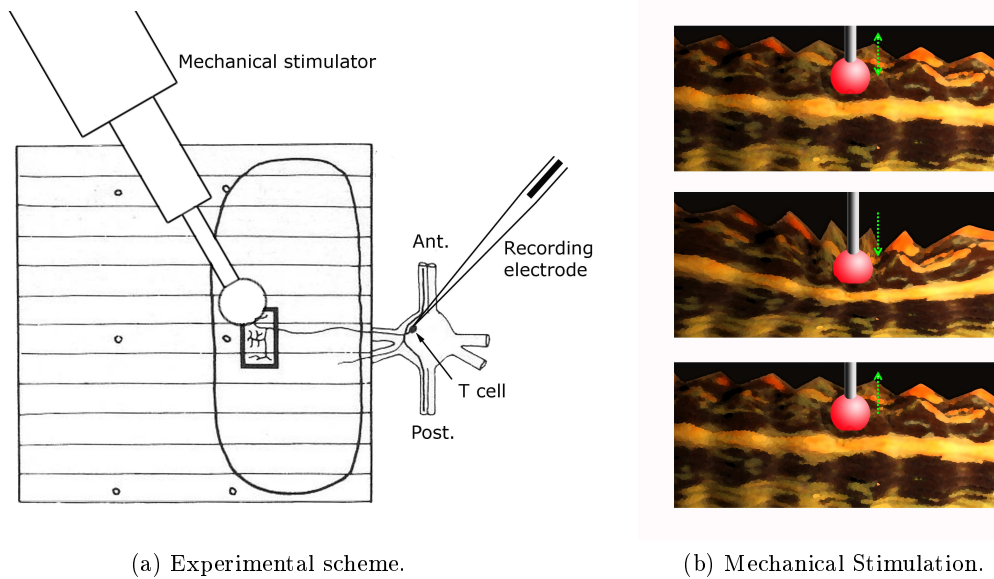 Mechanical stimulator
Ant.
Recording
electrode
T cell
Post.
(a) Experimental scheme.
(b) Mechanical Stimulation.